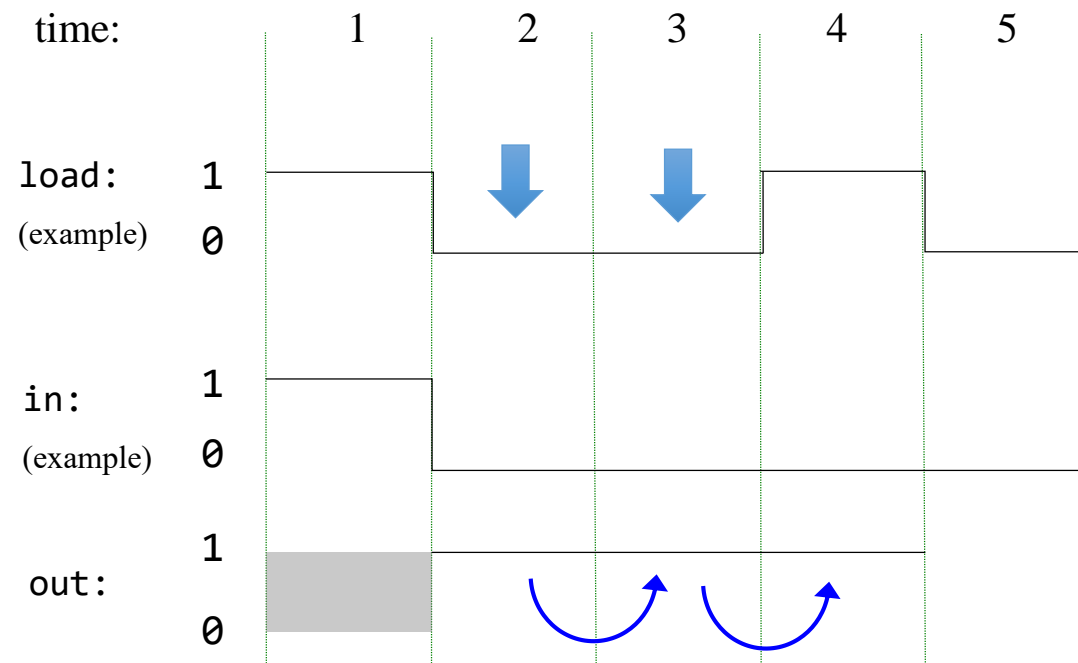 time: 1 2 3 4 5
load: 1
(example) 0
in: 1
(example) 0
out: 1
0